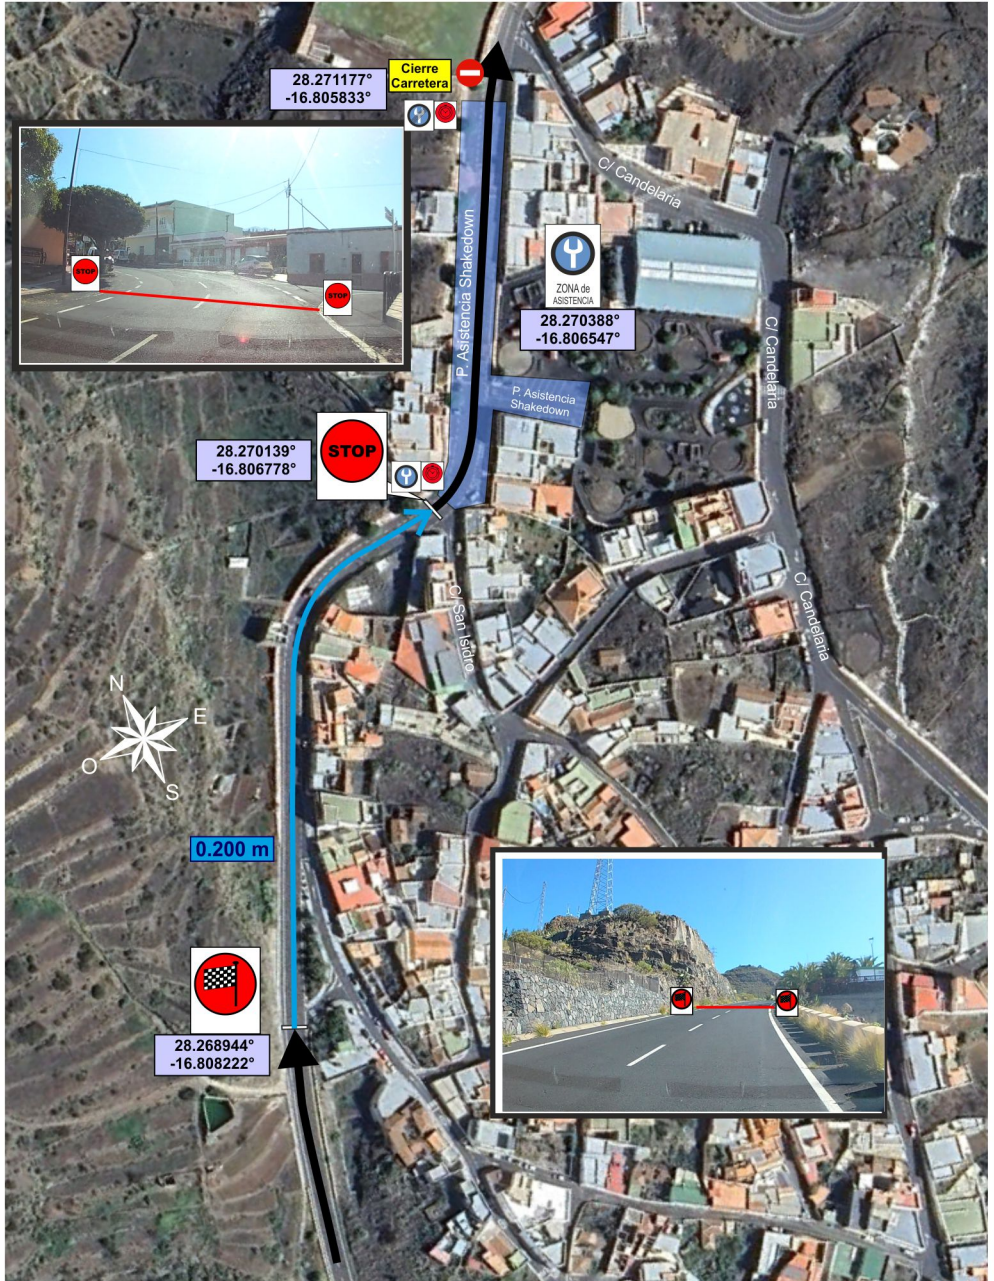 28.271177°
-16.805833°
Cierre
Carretera
C/ Candelaria
P. Asistencia Shakedown
STOP
STOP
ZONA de
ASISTENCIA
28.270388°
-16.806547°
C/ Candelaria
P. Asistencia
Shakedown
28.270139°
-16.806778°
STOP
C/ San Isidro
C/ Candelaria
N
E
O
S
0.200 m
28.268944°
-16.808222°